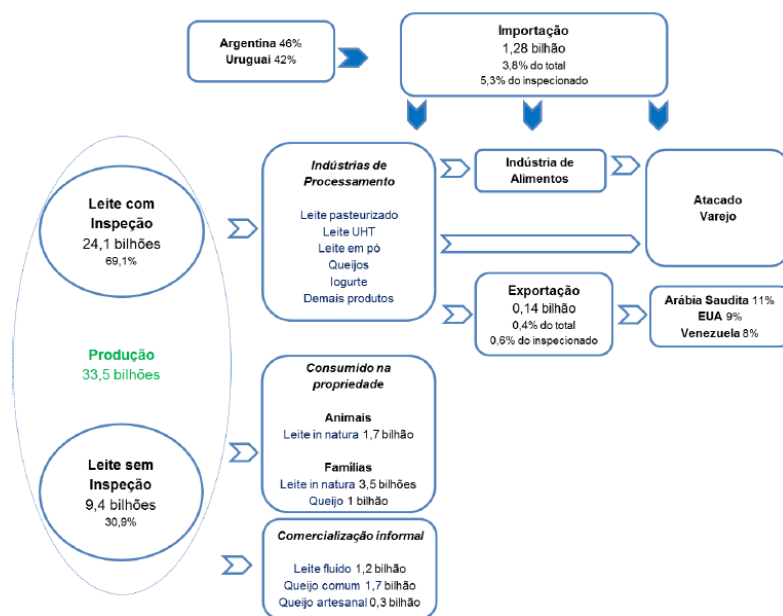 Argentina 46%
Uruguai 42%
Importação
1,28 bilhão
3,8% do total
5,3% do inspecionado
Leite com
Inspeção
24,1 bilhões
69,1%
Produção
33,5 bilhões
Leite sem
Inspeção
9,4 bilhões
30,9%
Indústrias de
Processamento
Leite pasteurizado
Leite UHT
Leite em pó
Queijos
Iogurte
Demais produtos
Indústria de
Alimentos
Atacado
Varejo
Exportação
0,14 bilhão
0,4% do total
0,6% do inspecionado
Arábia Saudita 11%
EUA 9%
Venezuela 8%
Consumido na
propriedade
Animais
Leite in natura 1,7 bilhão
Famílias
Leite in natura 3,5 bilhões
Queijo 1 bilhão
Comercialização informal
Leite fluido 1,2 bilhão
Queijo comum 1,7 bilhão
Queijo artesanal 0,3 bilhão